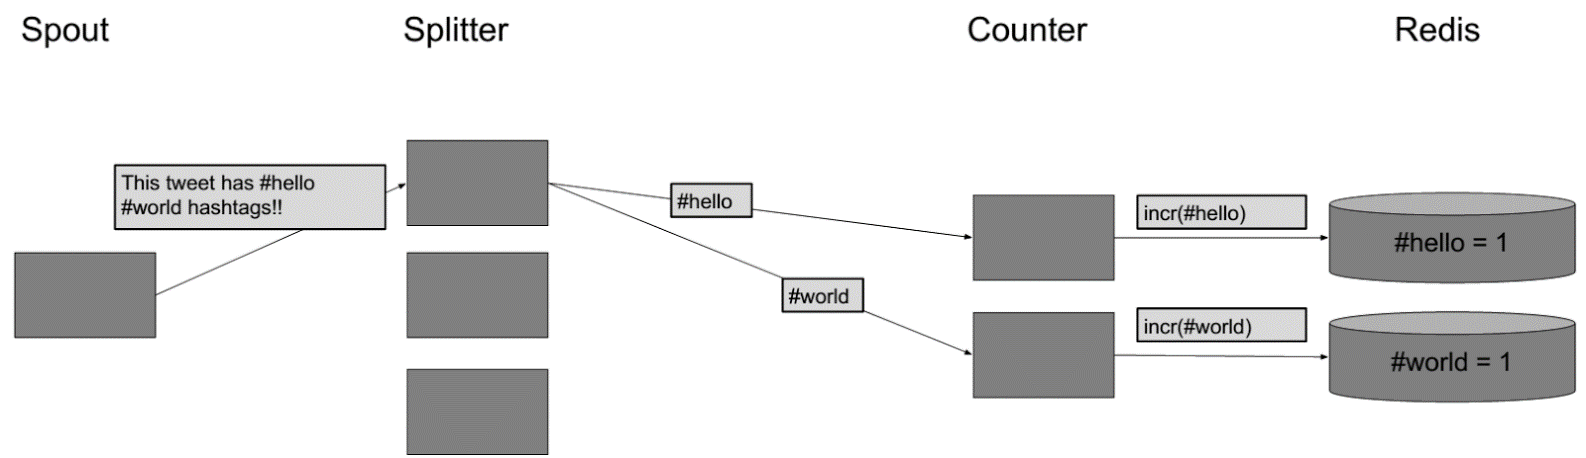 Spout
Splitter
Counter
Redis
This tweet has #hello
#world hashtags!!
#hello
#world
incr(#hello)
#hello = 1
incr(#world)
#world = 1